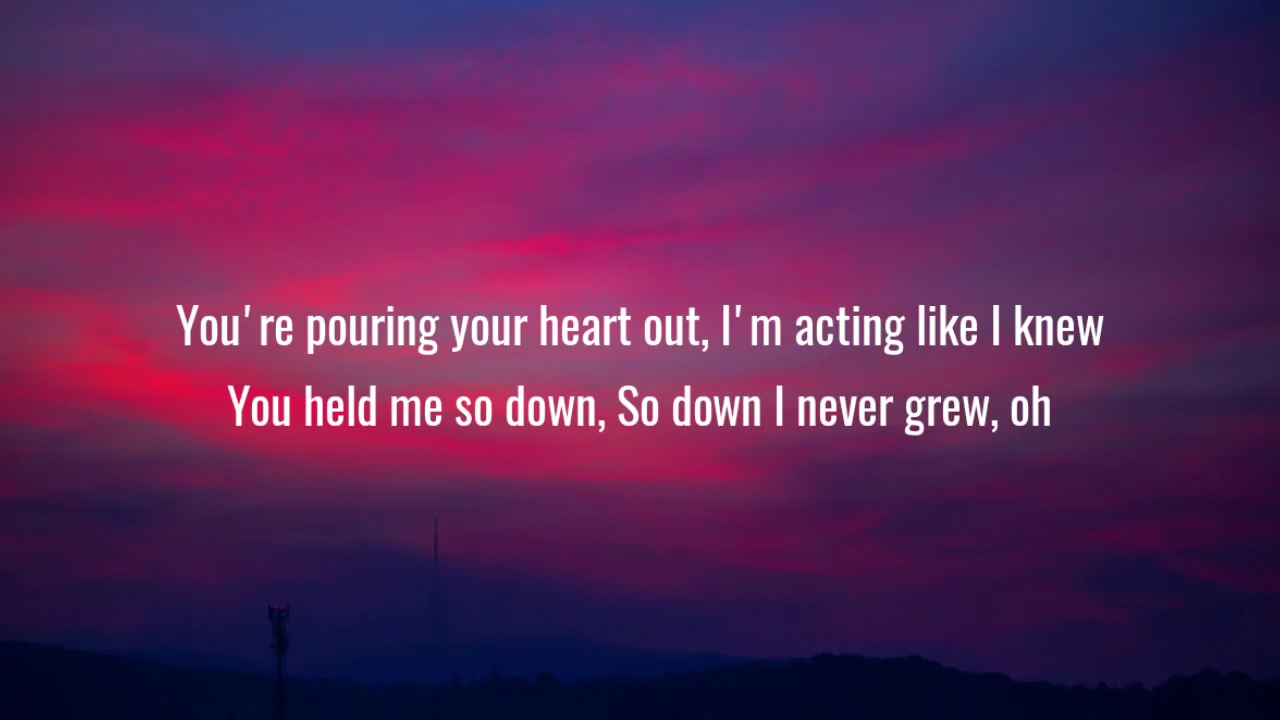 You're pouring your heart out, I'm acting like I knew
You held me so down, So down I never grew, oh